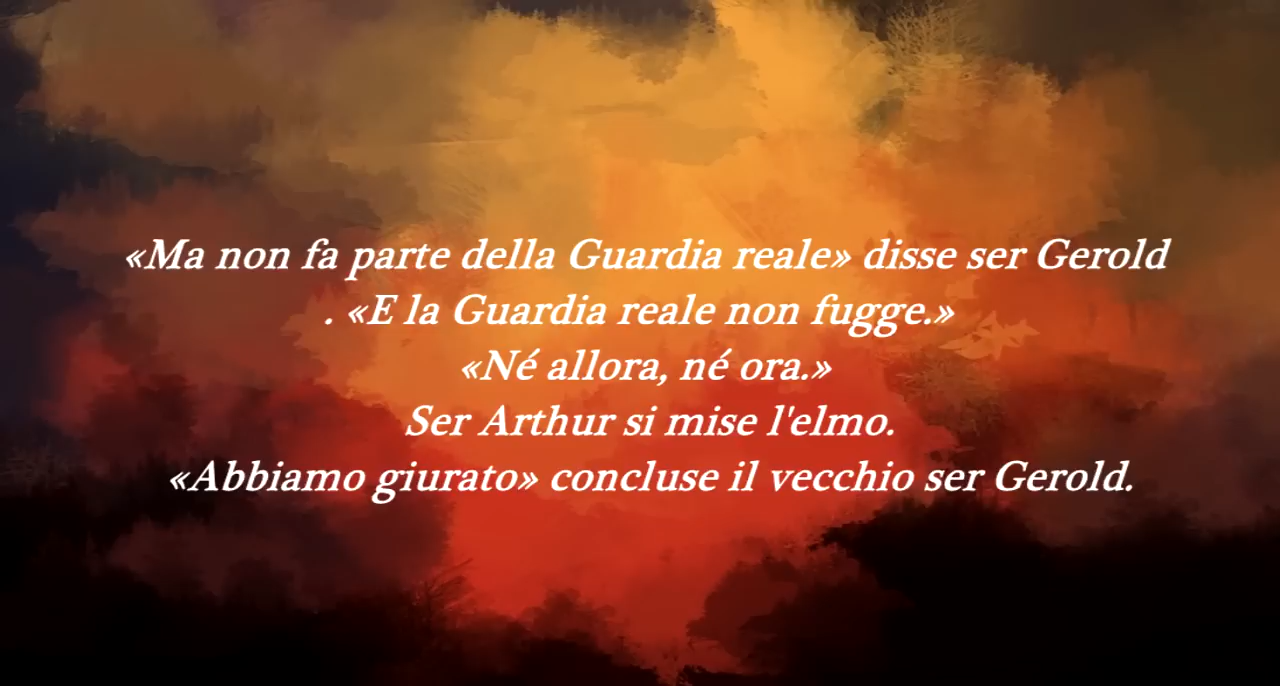 «Ma non fa parte della Guardia reale» disse ser Gerold
. «E la Guardia reale non fugge.»
«Né allora, né ora.»
Ser Arthur si mise l'elmo.
«Abbiamo giurato» concluse il vecchio ser Gerold.